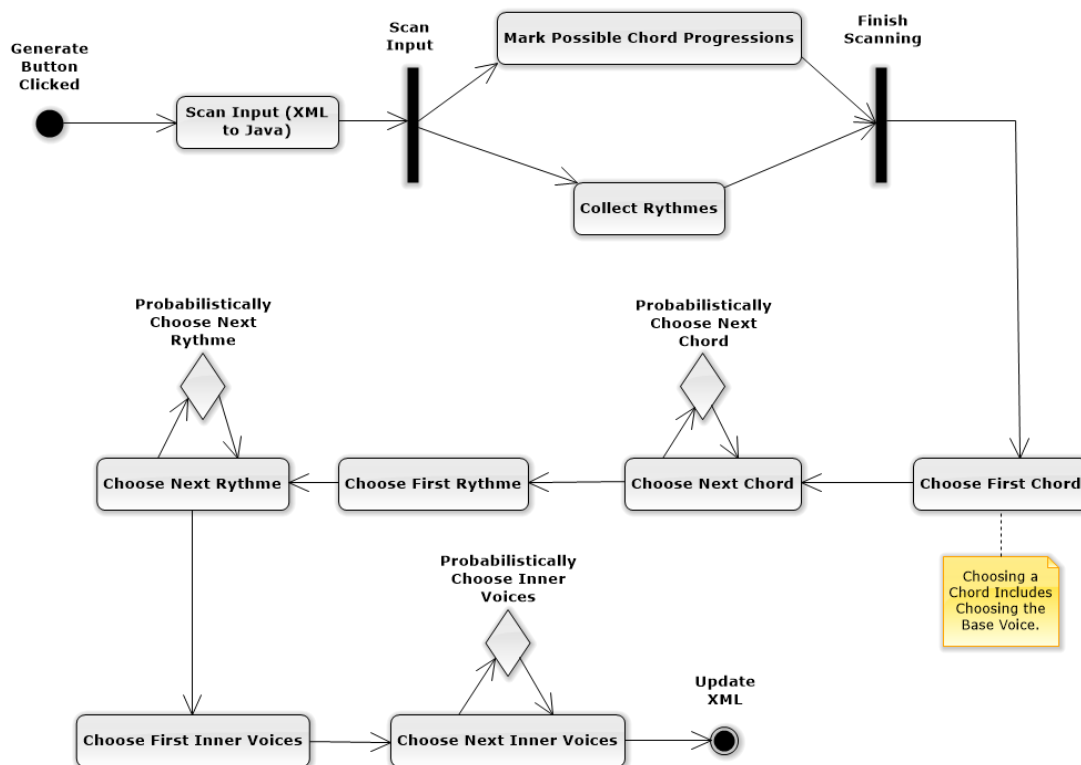 Generate
Button
Clicked
Scan Input (XML
to Java)
Scan
Input
Mark Possible Chord Progressions
Collect Rythmes
Finish
Scanning
Probabilistically
Choose Next
Rythme
Probabilistically
Choose Next
Chord
Choose Next Rythme
Choose First Rythme
Choose Next Chord
Choose First Chord
Choosing a
Chord Includes
Choosing the
Base Voice.
Probabilistically
Choose Inner
Voices
Update
XML
Choose First Inner Voices
Choose Next Inner Voices